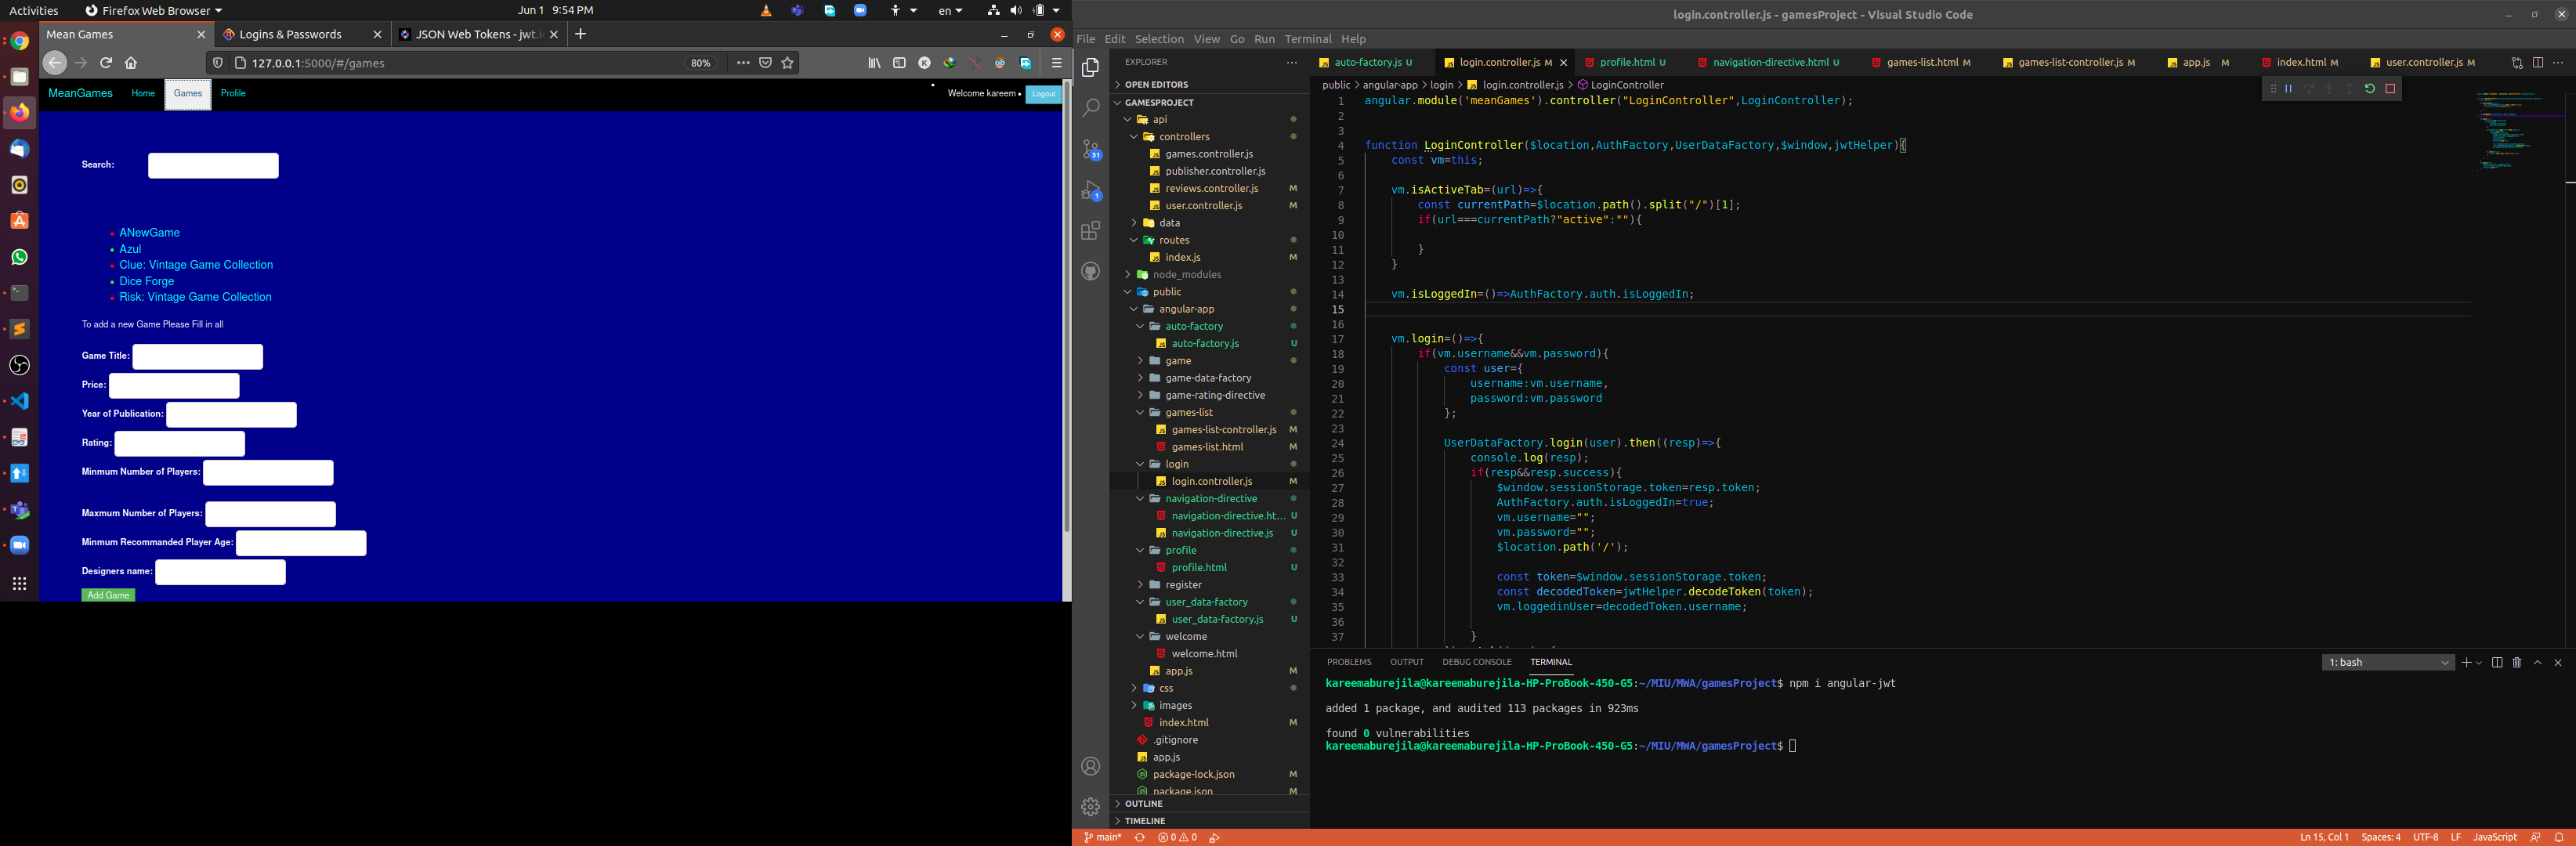 Activities
Firefox Web Browser
Jun 1 9:54 PM
en
Mean Games
Logins & Passwords
JSON Web Tokens - jwt.i
127.0.0.1:5000/#/games
80%
MeanGames
Home
Games
Profile
Welcome kareem
Logout
Search:
ANewGame
Azul
Clue: Vintage Game Collection
Dice Forge
Risk: Vintage Game Collection
To add a new Game Please Fill in all
Game Title:
Price:
Year of Publication:
Rating:
Minmum Number of Players:
Maxmum Number of Players:
Minimum Recommanded Player Age:
Designers name:
Add Game
login.controller.js - gamesProject - Visual Studio Code
File Edit Selection View Go Run Terminal Help
EXPLORER
OPEN EDITORS
GAMESPROJECT
api
controllers
games.controller.js
publisher.controller.js
reviews.controller.js M
user.controller.js M
data
routes
index.js M
node_modules
public
angular-app
auto-factory
auto-factory.js U
game
game-data-factory
game-rating-directive
games-list
games-list-controller.js M
games-list.html M
login
login.controller.js M
navigation-directive
navigation-directive.ht... U
navigation-directive.js U
profile
profile.html U
register
user_data-factory
user_data-factory.js U
welcome
welcome.html
app.js M
css
images
index.html M
.gitignore
app.js
package-lock.json M
package.json M
OUTLINE
TIMELINE
31
1
auto-factory.js U
login.controller.js M
profile.html U
navigation-directive.html U
games-list.html M
games-list-controller.js M
app.js M
index.html M
user.controller.js M
public > angular-app > login > login.controller.js > LoginController
1 angular.module('meanGames').controller("LoginController",LoginController);
2
3
4 function LoginController($location,AuthFactory,UserDataFactory,$window,jwtHelper){
5 const vm=this;
6
7 vm.isActiveTab=(url)=>{
8 const currentPath=$location.path().split("/")[1];
9 if(url===currentPath?"active":""){
10
11 }
12 }
13
14 vm.isLoggedIn=()=>AuthFactory.auth.isLoggedIn;
15
16
17 vm.login=()=>{
18 if(vm.username&&vm.password){
19 const user={
20 username:vm.username,
21 password:vm.password
22 };
23
24 UserDataFactory.login(user).then((resp)=>{
25 console.log(resp);
26 if(resp&&resp.success){
27 $window.sessionStorage.token=resp.token;
28 AuthFactory.auth.isLoggedIn=true;
29 vm.username="";
30 vm.password="";
31 $location.path('/');
32
33 const token=$window.sessionStorage.token;
34 const decodedToken=jwtHelper.decodeToken(token);
35 vm.loggedinUser=decodedToken.username;
36
37 }
PROBLEMS OUTPUT DEBUG CONSOLE TERMINAL
1: bash
kareemaburejila@kareemaburejila-HP-ProBook-450-G5:~/MIU/MWA/gamesProject$ npm i angular-jwt
added 1 package, and audited 113 packages in 923ms
found 0 vulnerabilities
kareemaburejila@kareemaburejila-HP-ProBook-450-G5:~/MIU/MWA/gamesProject$
main*
0 0
Ln 15, Col 1
Spaces: 4
UTF-8
LF
JavaScript